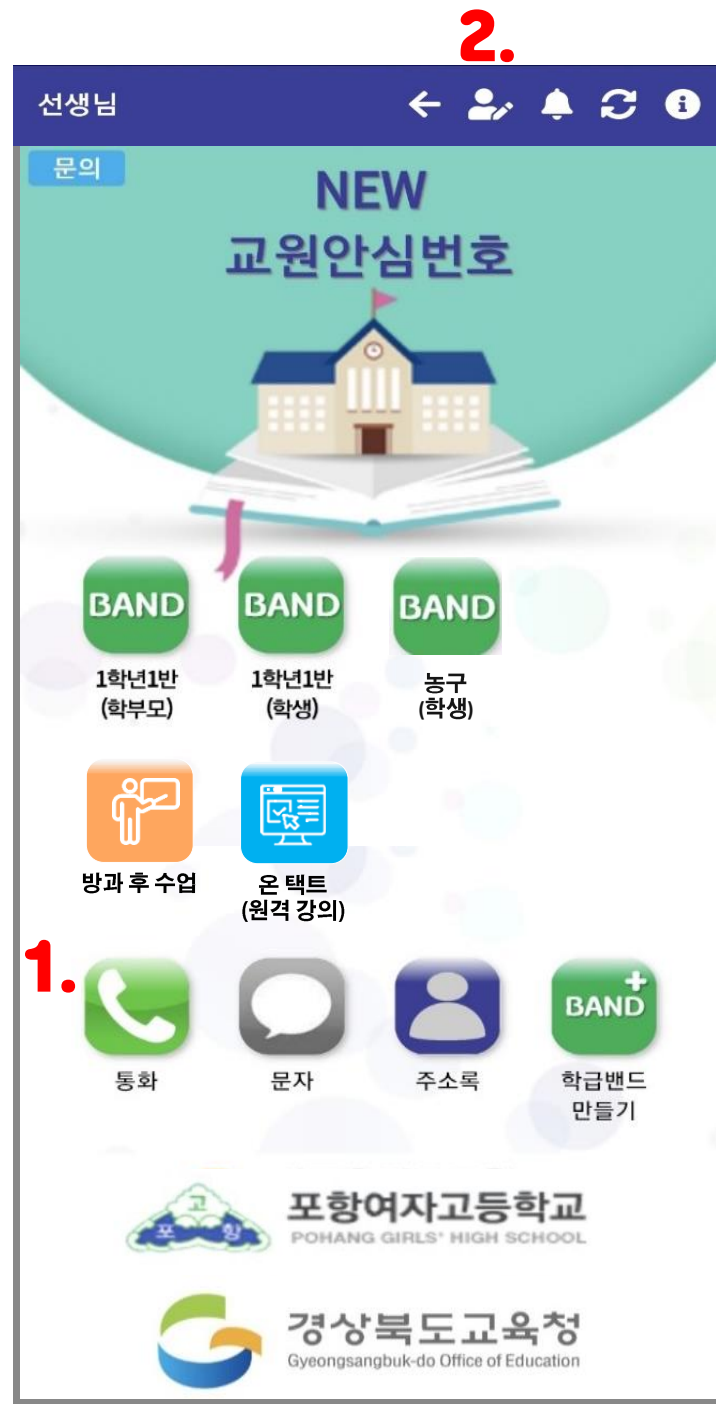 2.
선생님
문의
NEW
교원안심번호
BAND BAND BAND
1학년1반 1학년1반 농구
(학부모) (학생) (학생)
방과 후 수업 온 택트
(원격 강의)
1.
BAND
통화 문자 주소록 학급밴드
만들기
고
포 항
포항여자고등학교
POHANG GIRLS' HIGH SCHOOL
경상북도교육청
Gyeongsangbuk-do Office of Education